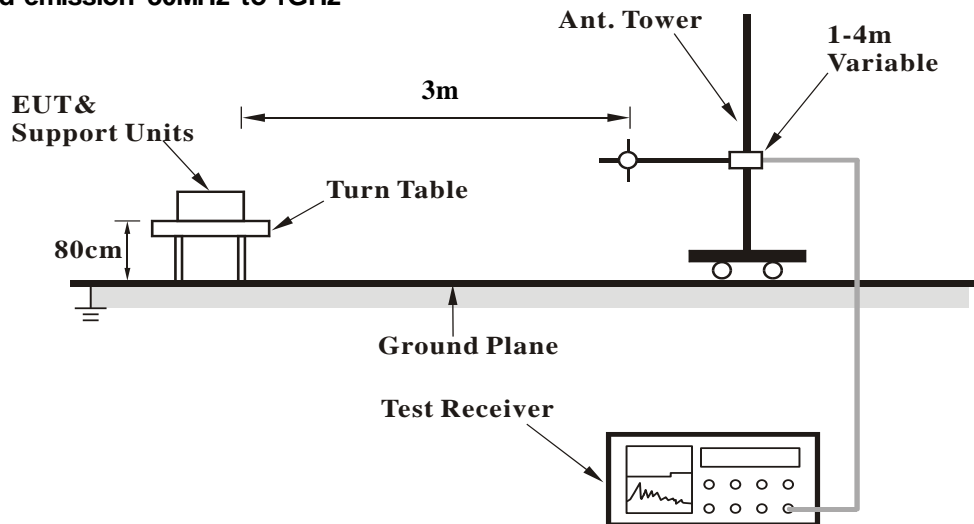 Ant. Tower
1-4m
Variable
3m
EUT&
Support Units
Turn Table
80cm
Ground Plane
Test Receiver